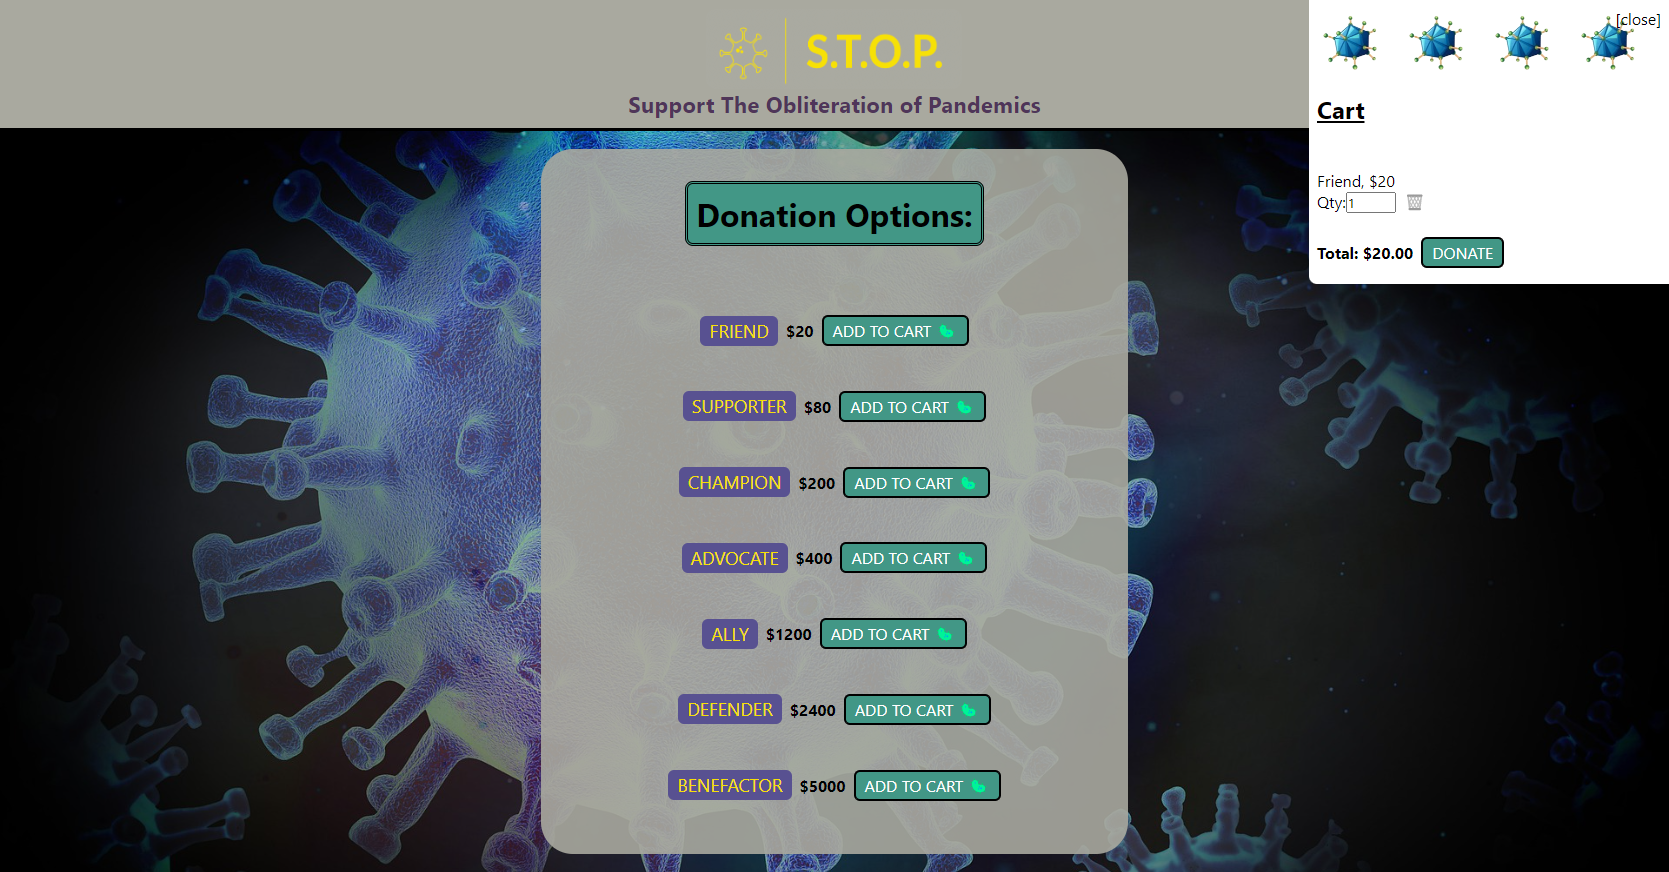 S.T.O.P.
Support The Obliteration of Pandemics
[close]
Cart
Friend, $20
Qty: 1
Total: $20.00 DONATE
Donation Options:
FRIEND $20 ADD TO CART
SUPPORTER $80 ADD TO CART
CHAMPION $200 ADD TO CART
ADVOCATE $400 ADD TO CART
ALLY $1200 ADD TO CART
DEFENDER $2400 ADD TO CART
BENEFACTOR $5000 ADD TO CART